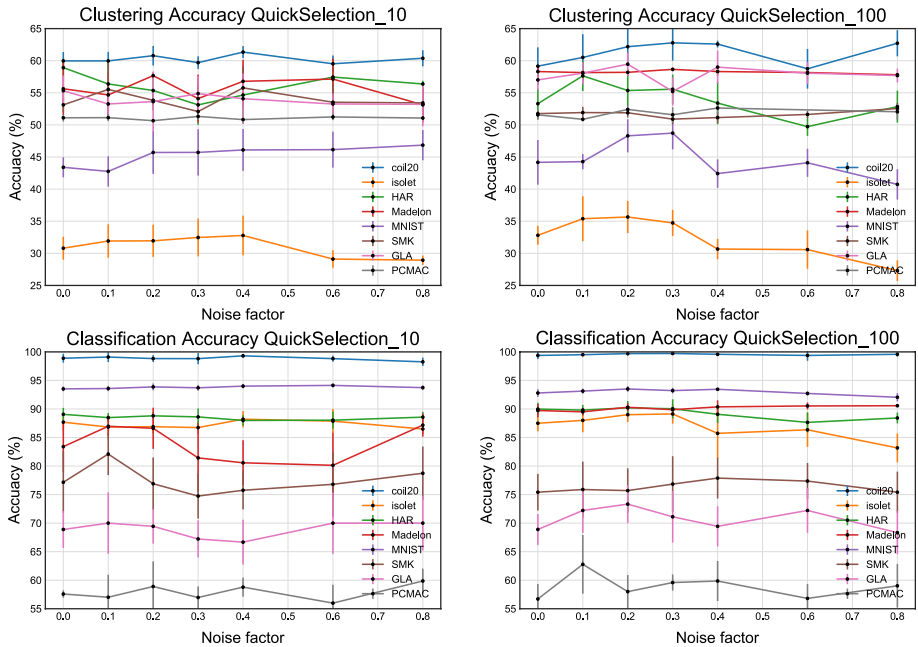 Clustering Accuracy QuickSelection_10
Accuacy (%)
65
60
55
50
45
40
35
30
25
0.0 0.1 0.2 0.3 0.4 0.5 0.6 0.7 0.8
Noise factor
coil20
isolet
HAR
Madelon
MNIST
SMK
GLA
PCMAC
Clustering Accuracy QuickSelection_100
Accuacy (%)
65
60
55
50
45
40
35
30
25
0.0 0.1 0.2 0.3 0.4 0.5 0.6 0.7 0.8
Noise factor
coil20
isolet
HAR
Madelon
MNIST
SMK
GLA
PCMAC
Classification Accuracy QuickSelection_10
Accuacy (%)
100
95
90
85
80
75
70
65
60
55
0.0 0.1 0.2 0.3 0.4 0.5 0.6 0.7 0.8
Noise factor
coil20
isolet
HAR
Madelon
MNIST
SMK
GLA
PCMAC
Classification Accuracy QuickSelection_100
Accuacy (%)
100
95
90
85
80
75
70
65
60
55
0.0 0.1 0.2 0.3 0.4 0.5 0.6 0.7 0.8
Noise factor
coil20
isolet
HAR
Madelon
MNIST
SMK
GLA
PCMAC